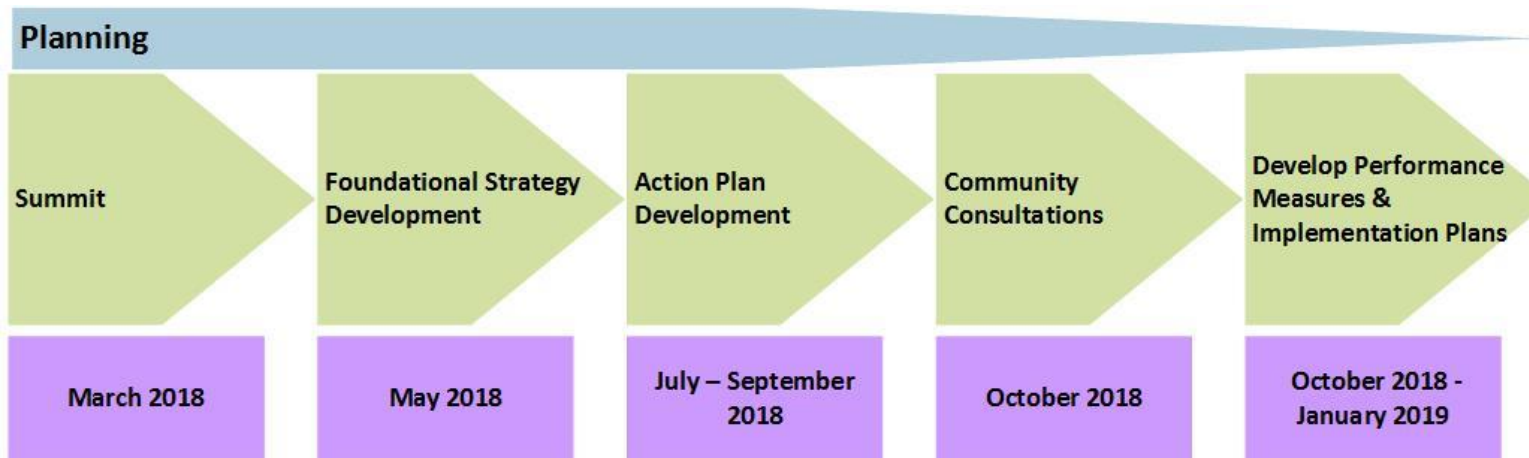 Planning
Summit
Foundational Strategy
Development
Action Plan
Development
Community
Consultations
Develop Performance
Measures &
Implementation Plans
March 2018
May 2018
July – September
2018
October 2018
October 2018 -
January 2019